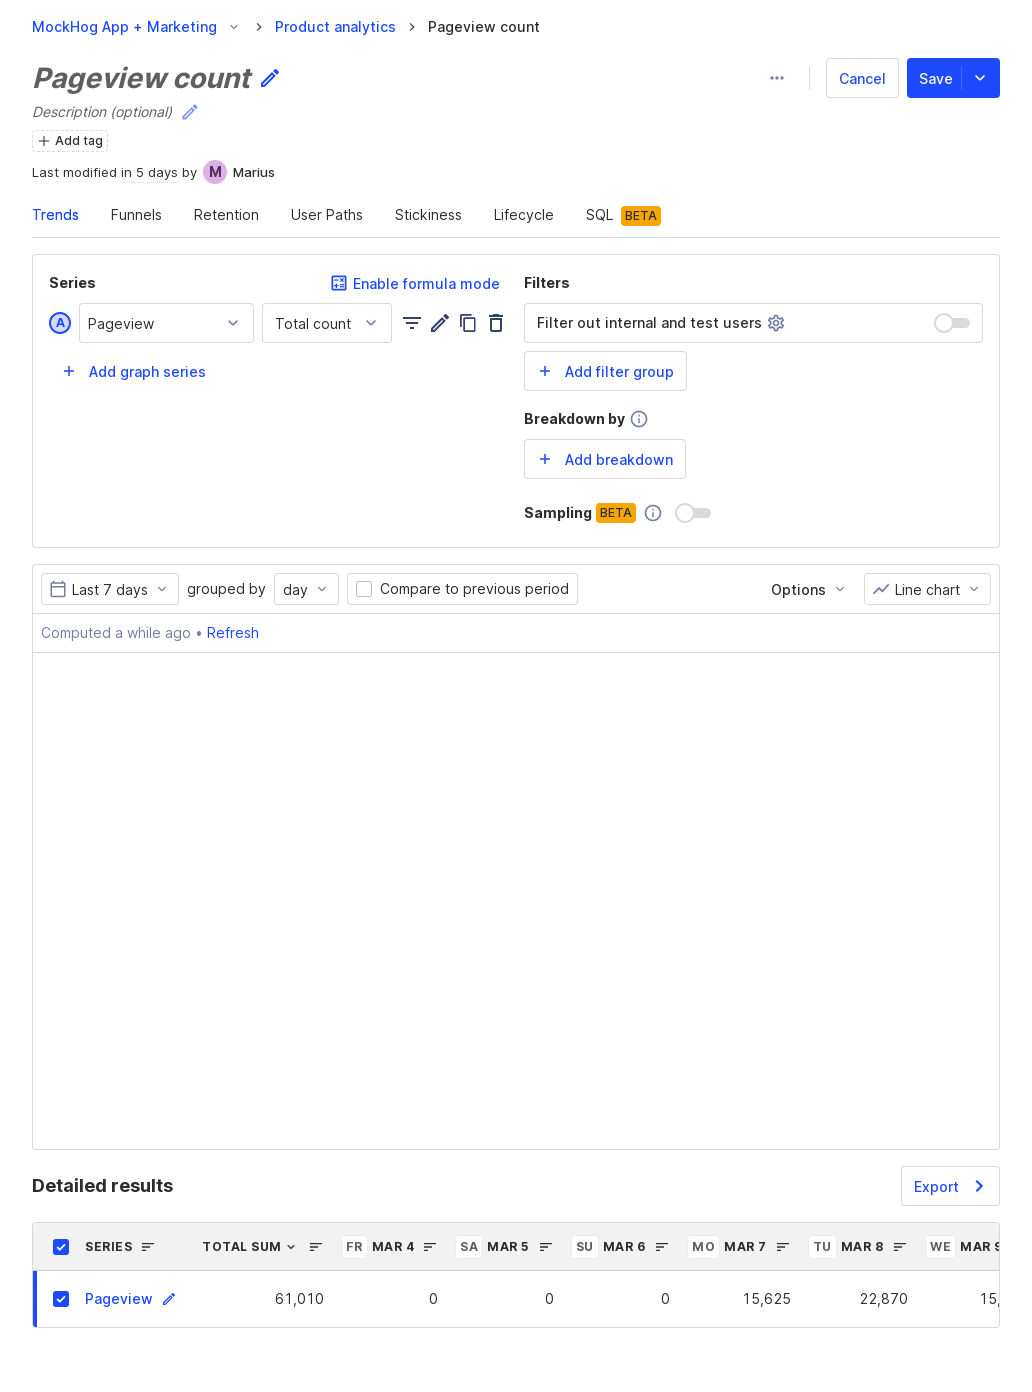 MockHog App + Marketing Product analytics Pageview count
Pageview count
Cancel Save
Description (optional)
Add tag
Last modified in 5 days by M Marius
Trends Funnels Retention User Paths Stickiness Lifecycle SQL BETA
Series Enable formula mode
A Pageview Total count
Add graph series
Filters
Filter out internal and test users
Add filter group
Breakdown by
Add breakdown
Sampling BETA
Last 7 days grouped by day Compare to previous period Options Line chart
Computed a while ago • Refresh
Detailed results Export
SERIES TOTAL SUM FR MAR 4 SA MAR 5 SU MAR 6 MO MAR 7 TU MAR 8 WE MAR 9
Pageview 61,010 0 0 0 15,625 22,870 15,